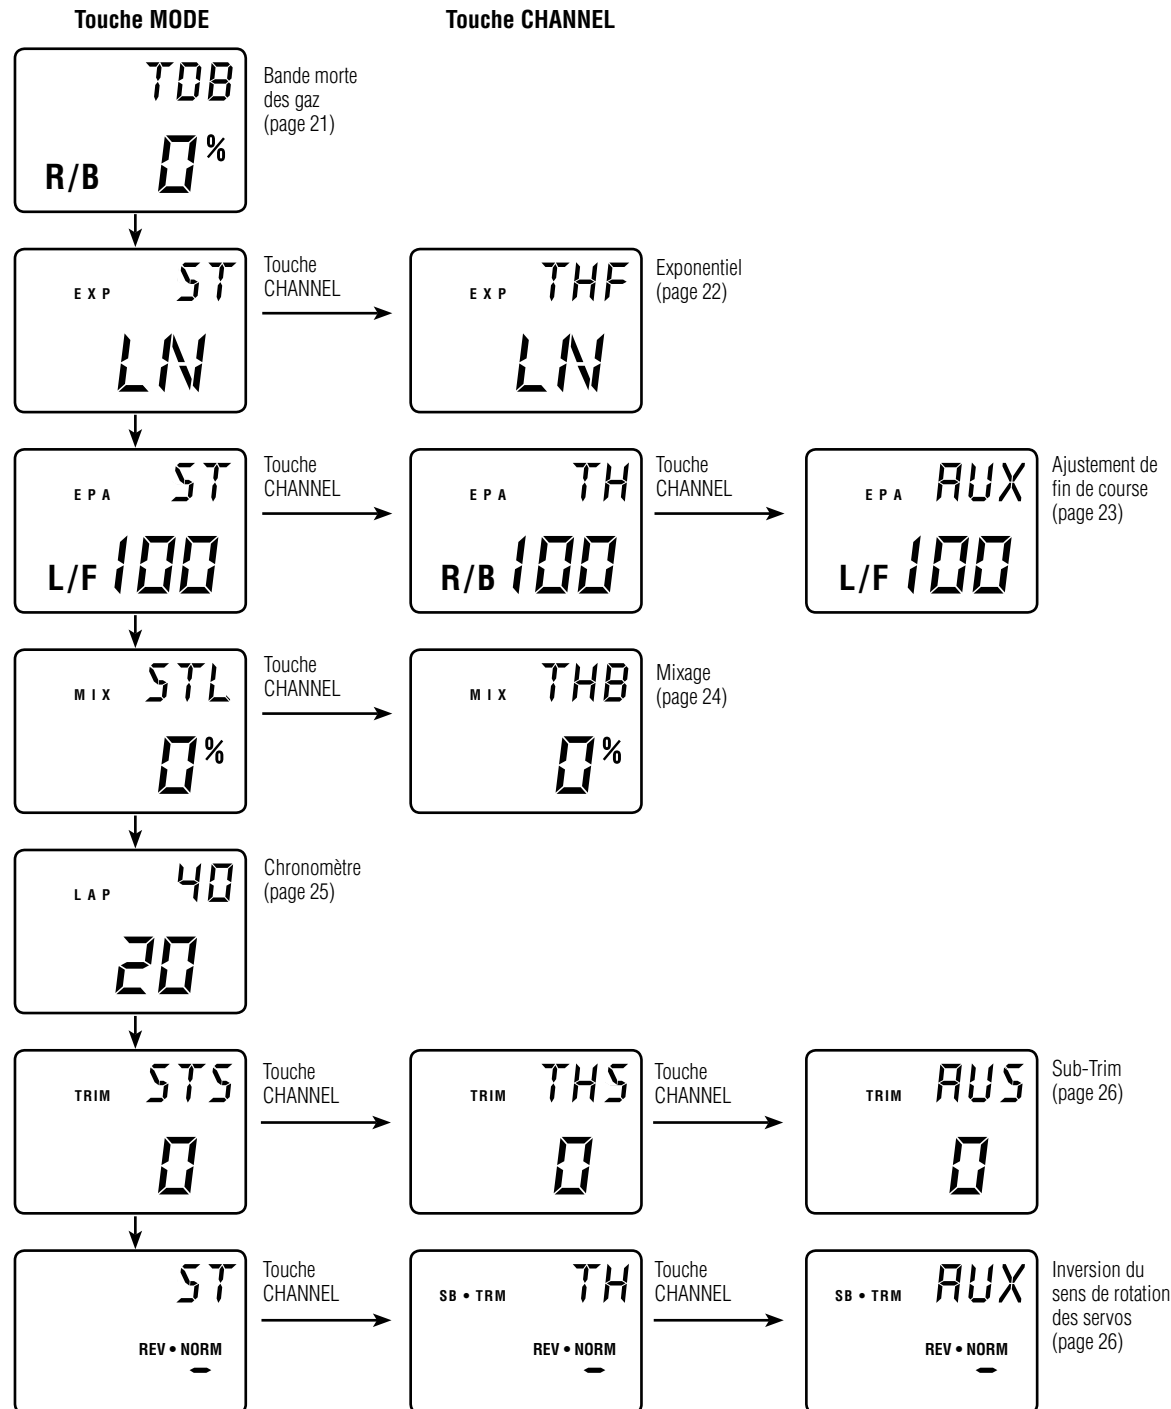 Touche MODE
Touche CHANNEL
TDB
0%
R/B
Bande morte
des gaz
(page 21)
EXP
ST
LN
Touche
CHANNEL
EXP
THF
LN
Exponentiel
(page 22)
EPA
ST
L/F 100
Touche
CHANNEL
EPA
TH
R/B 100
Touche
CHANNEL
EPA
AUX
L/F 100
Ajustement de
fin de course
(page 23)
MIX
STL
0%
Touche
CHANNEL
MIX
THB
0%
Mixage
(page 24)
LAP
40
20
Chronomètre
(page 25)
TRIM
STS
0
Touche
CHANNEL
TRIM
THS
0
Touche
CHANNEL
TRIM
AUS
0
Sub-Trim
(page 26)
ST
REV • NORM
Touche
CHANNEL
SB • TRM
TH
REV • NORM
Touche
CHANNEL
SB • TRM
AUX
REV • NORM
Inversion du
sens de rotation
des servos
(page 26)